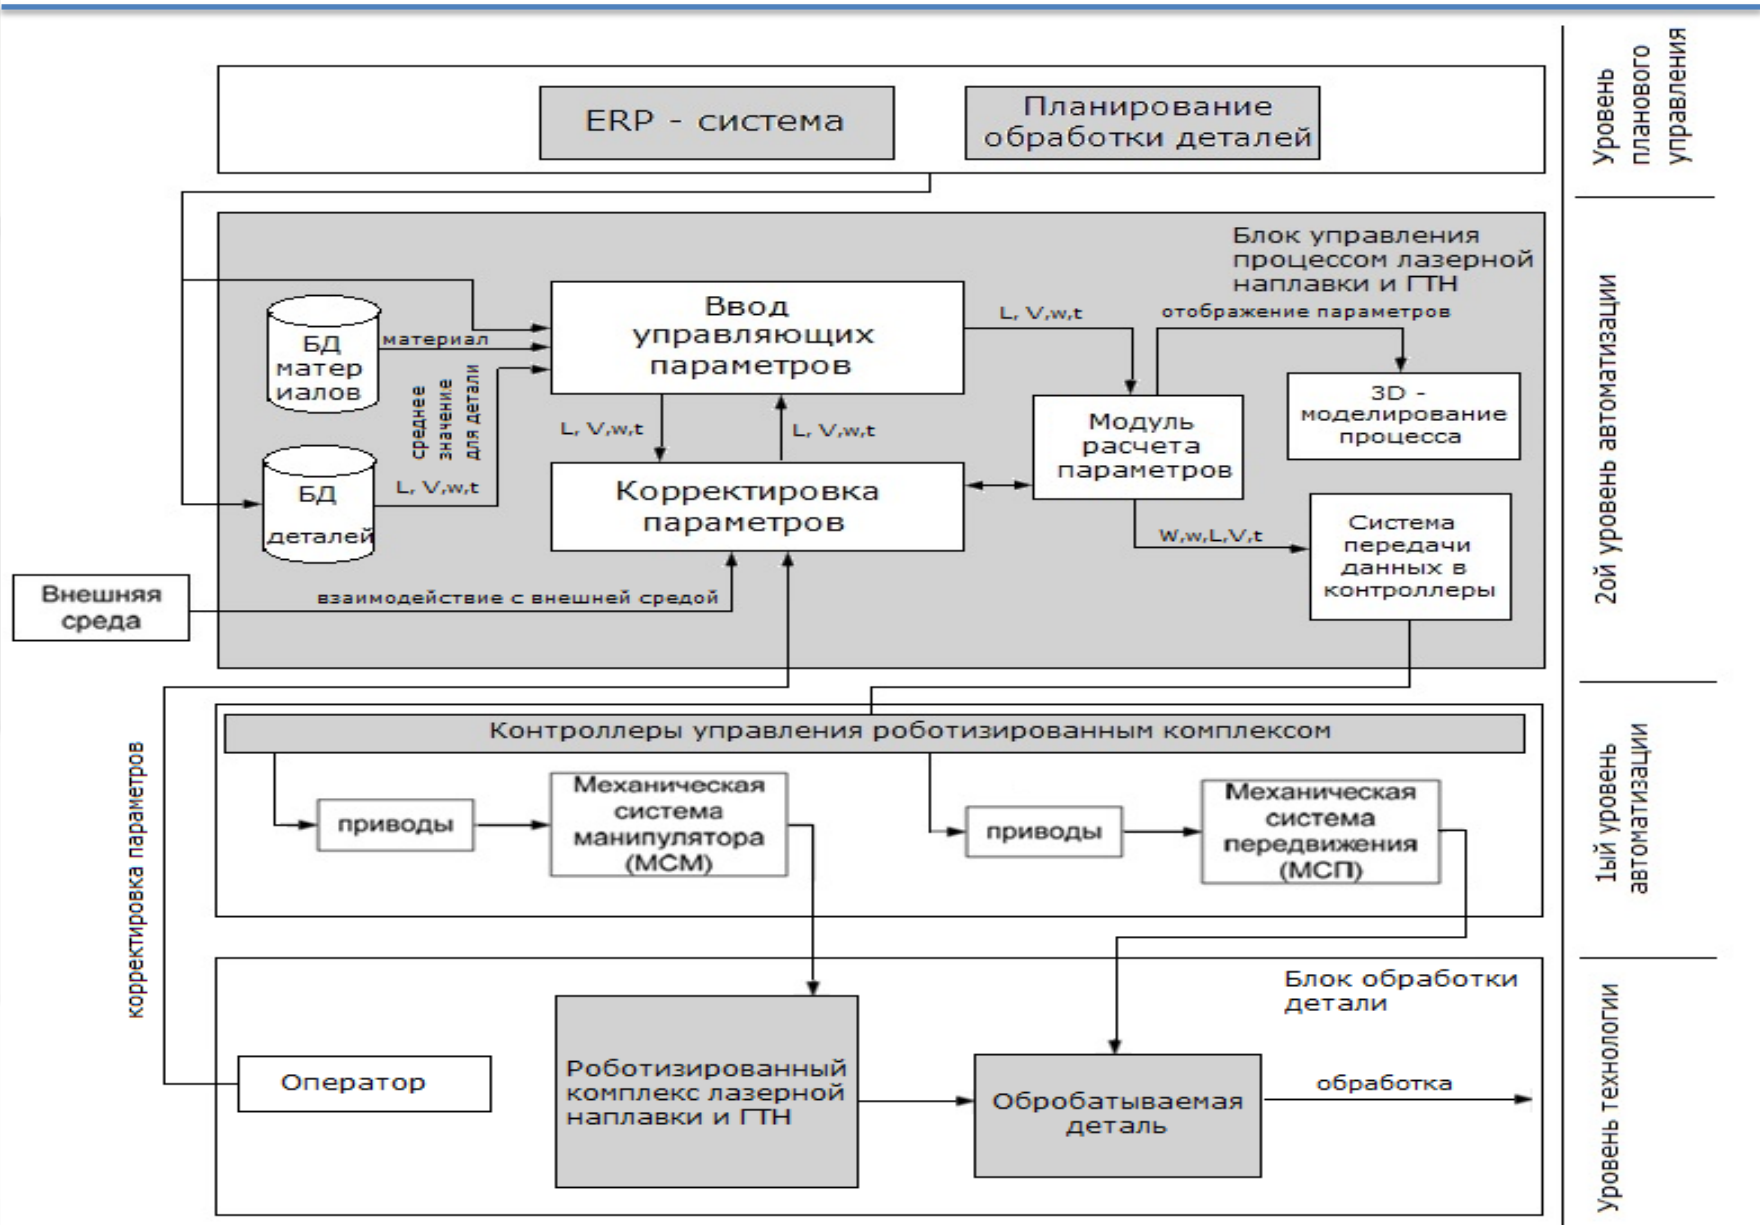 ERP - система
Планирование
обработки деталей
Уровень
планового
управления
Блок управления
процессом лазерной
наплавки и ГТН
БД
матер
иалов
материал
среднее
значение
для детали
БД
деталей
L, V,w,t
Ввод
управляющих
параметров
L, V,w,t
L, V,w,t
Корректировка
параметров
L, V,w,t
отображение параметров
Модуль
расчета
параметров
3D -
моделирование
процесса
W,w,L,V,t
Система
передачи
данных в
контроллеры
Внешняя
среда
взаимодействие с внешней средой
2ой уровень автоматизации
корректировка параметров
Контроллеры управления роботизированным комплексом
приводы
Механическая
система
манипулятора
(МСМ)
приводы
Механическая
система
передвижения
(МСП)
1ый уровень
автоматизации
Блок обработки
детали
Оператор
Роботизированный
комплекс лазерной
наплавки и ГТН
Обробатываемая
деталь
обработка
Уровень технологии